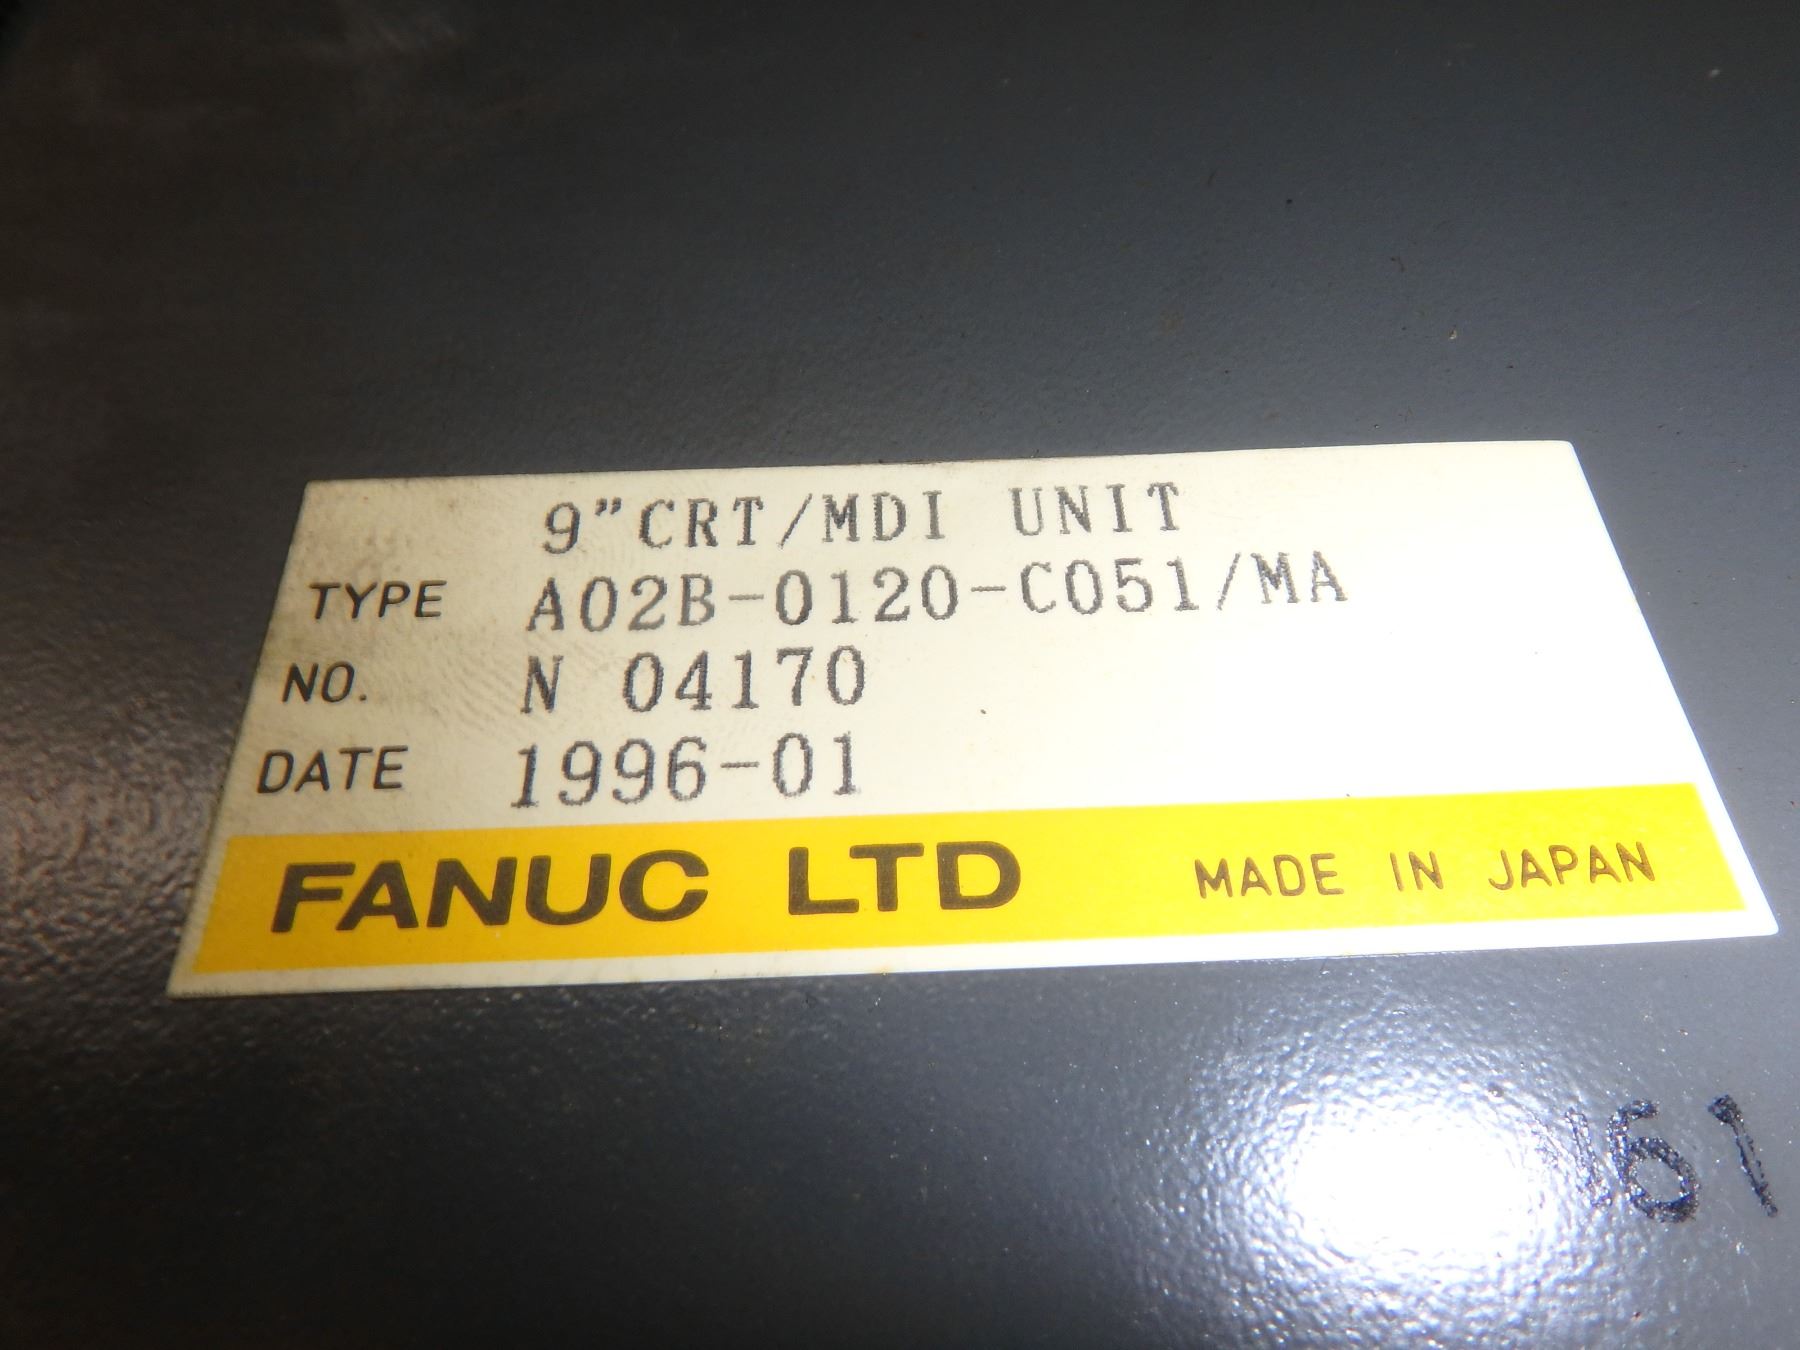 9"CRT/MDI UNIT
TYPE A02B-0120-C051/MA
NO. N 04170
DATE 1996-01
FANUC LTD MADE IN JAPAN